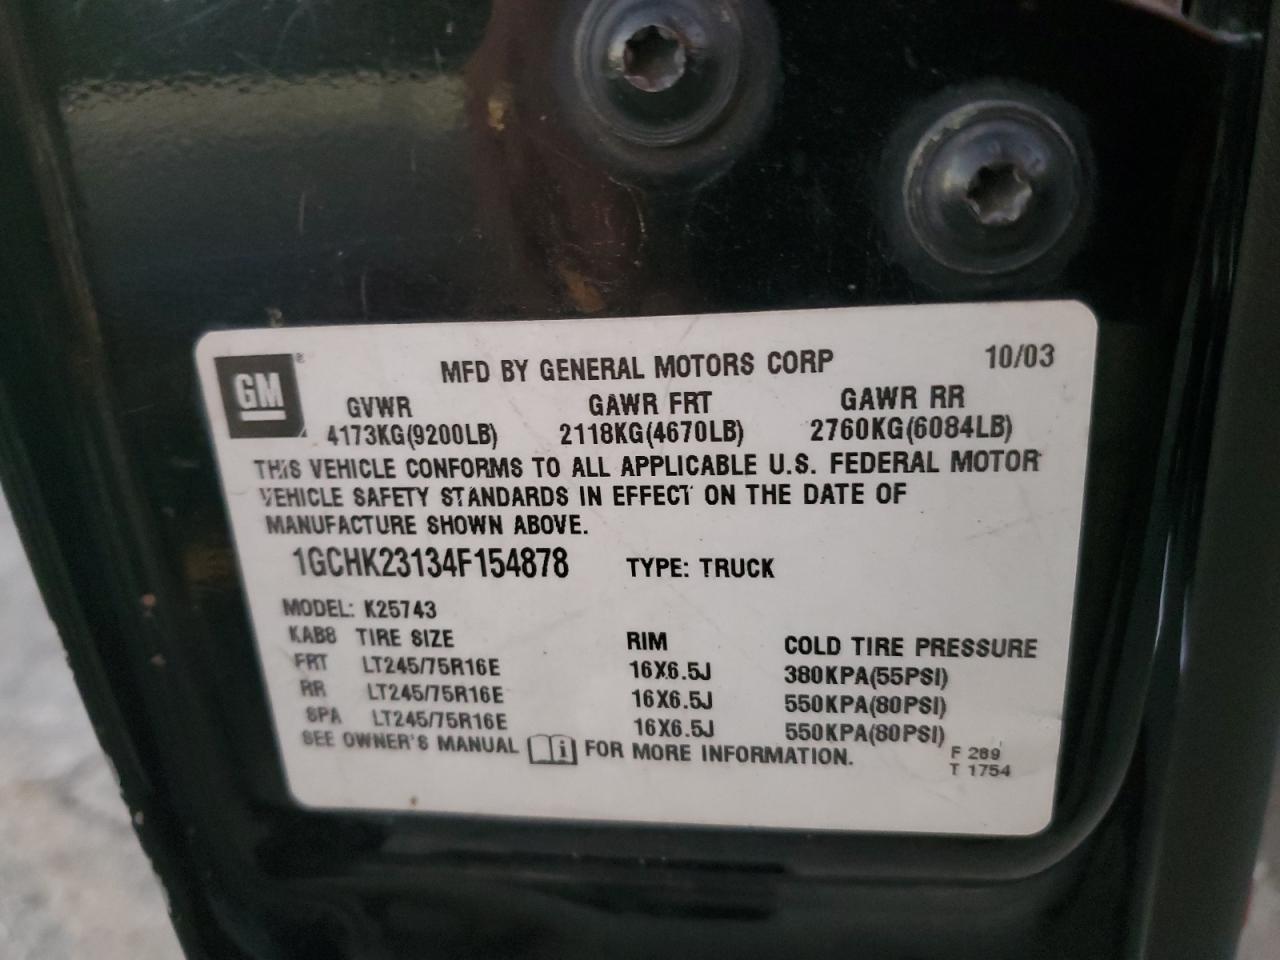 GM ®
MFD BY GENERAL MOTORS CORP 10/03
GVWR GAWR FRT GAWR RR
4173KG(9200LB) 2118KG(4670LB) 2760KG(6084LB)
THIS VEHICLE CONFORMS TO ALL APPLICABLE U.S. FEDERAL MOTOR
VEHICLE SAFETY STANDARDS IN EFFECT ON THE DATE OF
MANUFACTURE SHOWN ABOVE.
1GCHK23134F154878 TYPE: TRUCK
MODEL: K25743
KAB8 TIRE SIZE RIM COLD TIRE PRESSURE
FRT LT245/75R16E 16X6.5J 380KPA(55PSI)
RR LT245/75R16E 16X6.5J 550KPA(80PSI)
SPA LT245/75R16E 16X6.5J 550KPA(80PSI)
SEE OWNER'S MANUAL i FOR MORE INFORMATION. F 289
T 1754